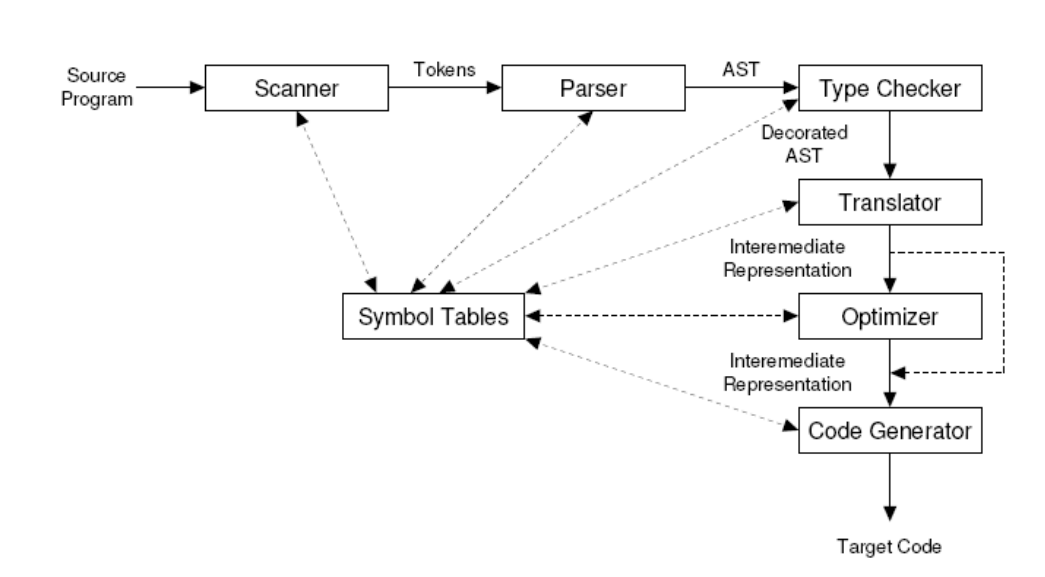 Source
Program
Scanner
Tokens
Parser
AST
Type Checker
Decorated
AST
Translator
Interemediate
Representation
Symbol Tables
Optimizer
Interemediate
Representation
Code Generator
Target Code